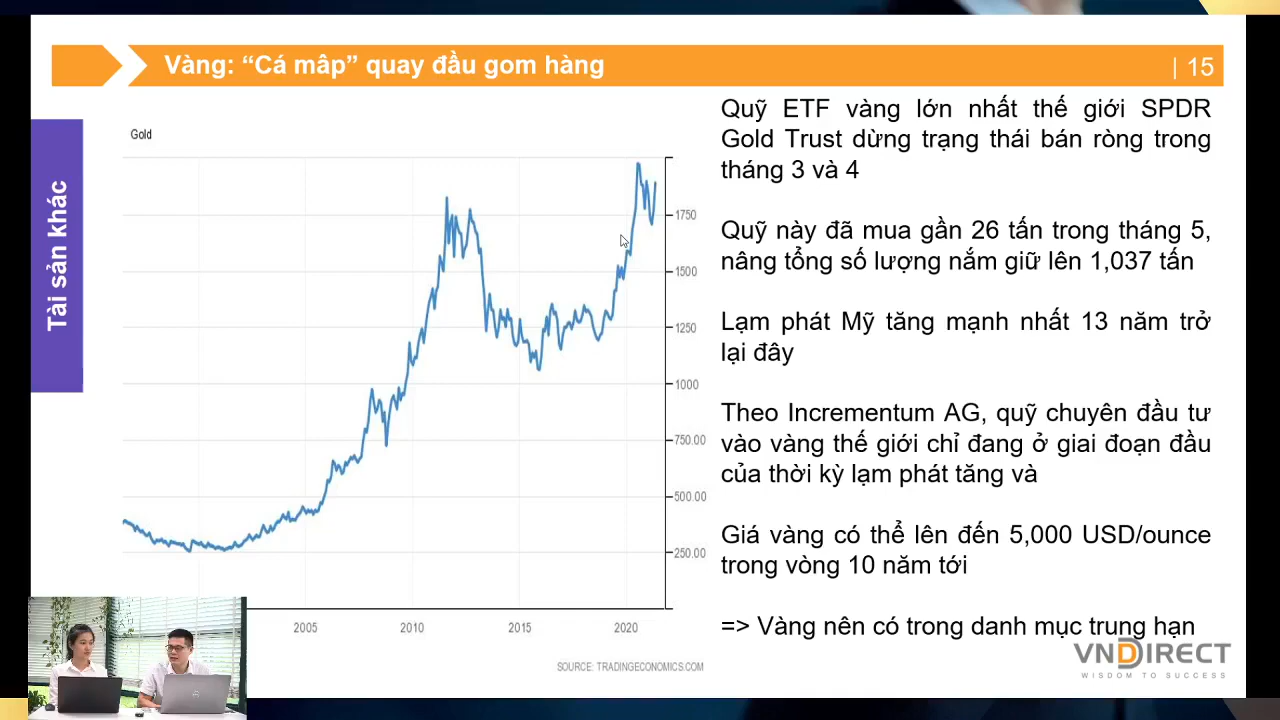 Vàng: “Cá mập” quay đầu gom hàng
| 15
Tài sản khác
Gold
1750
1500
1250
1000
750.00
500.00
250.00
2005
2010
2015
2020
SOURCE: TRADINGECONOMICS.COM
Quỹ ETF vàng lớn nhất thế giới SPDR
Gold Trust dừng trạng thái bán ròng trong
tháng 3 và 4
Quỹ này đã mua gần 26 tấn trong tháng 5,
nâng tổng số lượng nắm giữ lên 1,037 tấn
Lạm phát Mỹ tăng mạnh nhất 13 năm trở
lại đây
Theo Incrementum AG, quỹ chuyên đầu tư
vào vàng thế giới chỉ đang ở giai đoạn đầu
của thời kỳ lạm phát tăng và
Giá vàng có thể lên đến 5,000 USD/ounce
trong vòng 10 năm tới
=> Vàng nên có trong danh mục trung hạn
VNDIRECT
WISDOM TO SUCCESS